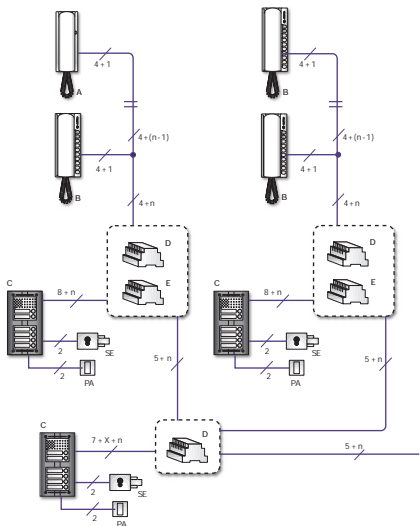 4 + 1
A
4 + 1
B
4 +(n-1)
4 +(n-1)
4 + 1
B
4 + 1
B
4 + n
4 + n
D
E
D
E
C
8 + n
C
8 + n
2
SE
2
SE
2
PA
2
PA
5 + n
5 + n
C
7 + X + n
D
5 + n
2
SE
2
PA